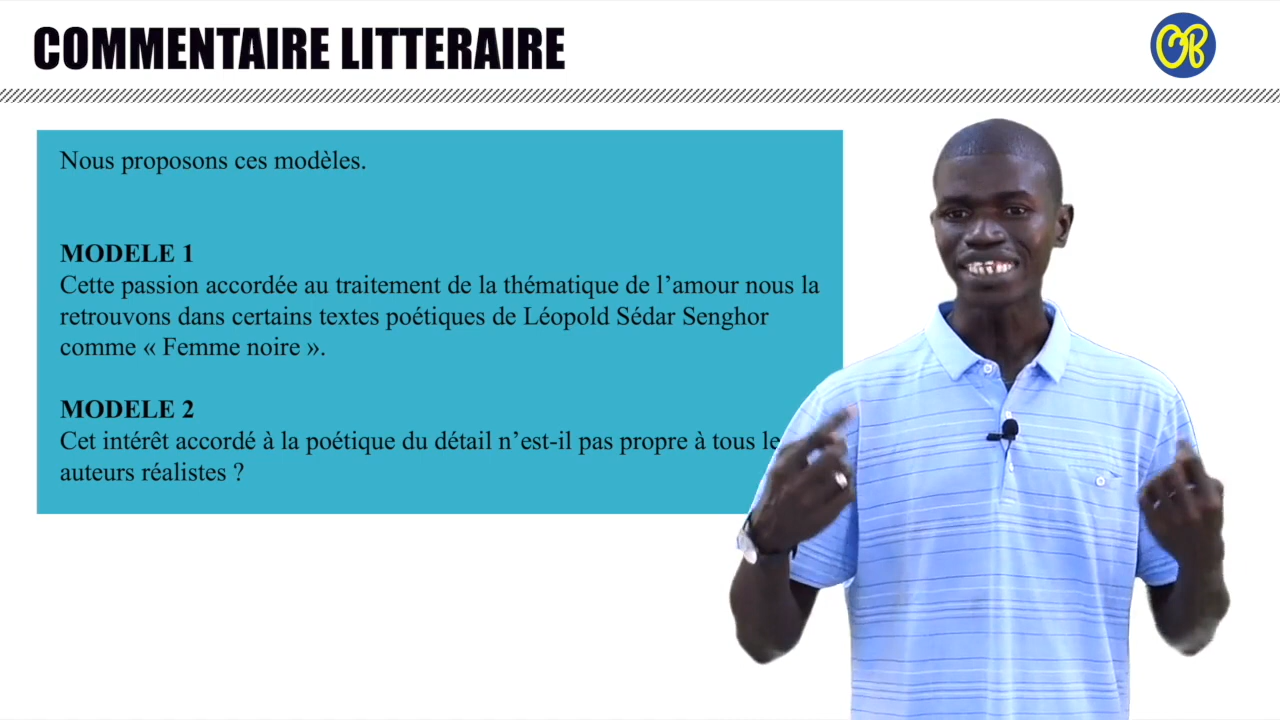 COMMENTAIRE LITTERAIRE
Nous proposons ces modèles.
MODELE 1
Cette passion accordée au traitement de la thématique de l’amour nous la
retrouvons dans certains textes poétiques de Léopold Sédar Senghor
comme « Femme noire ».
MODELE 2
Cet intérêt accordé à la poétique du détail n’est-il pas propre à tous le
auteurs réalistes ?